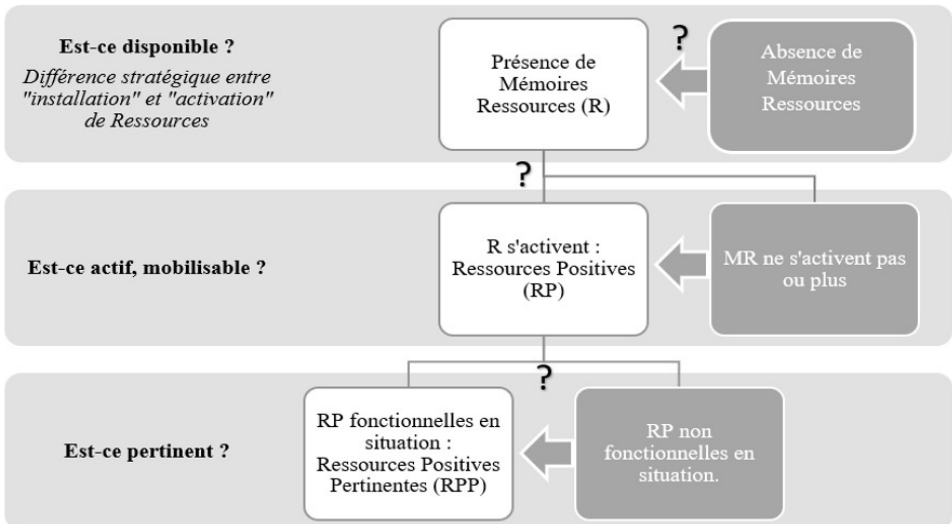 Est-ce disponible ?
Différence stratégique entre
"installation" et "activation"
de Ressources
Présence de
Mémoires
Ressources (R)
?
Absence de
Mémoires
Ressources
?
Est-ce actif, mobilisable ?
R s'activent :
Ressources Positives
(RP)
MR ne s'activent pas
ou plus
?
Est-ce pertinent ?
RP fonctionnelles en
situation :
Ressources Positives
Pertinentes (RPP)
RP non
fonctionnelles en
situation.